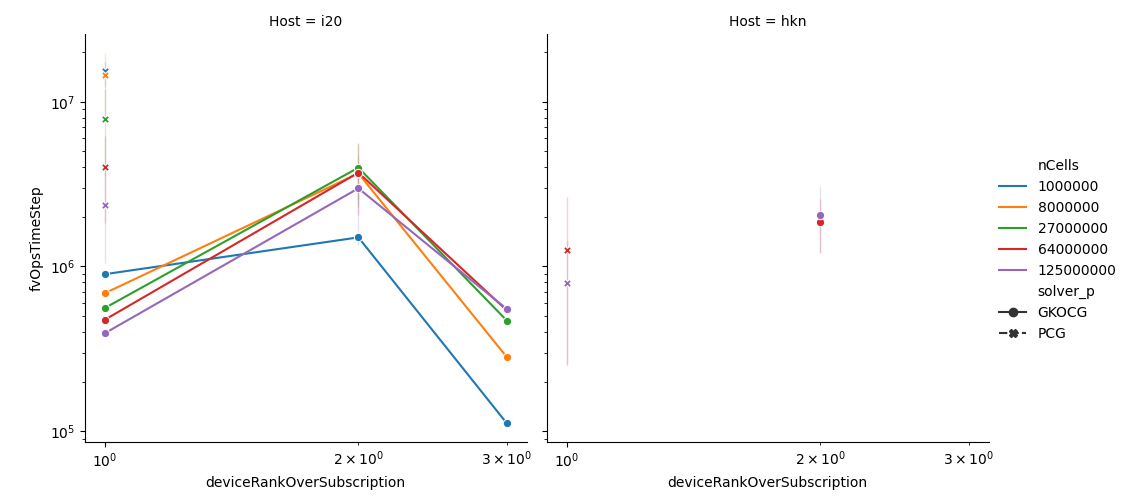 Host = i20
Host = hkn
fvOpsTimeStep
10^7
10^6
10^5
10^0
2 × 10^0
3 × 10^0
deviceRankOverSubscription
10^0
2 × 10^0
3 × 10^0
deviceRankOverSubscription
nCells
1000000
8000000
27000000
64000000
125000000
solver_p
GKOCG
PCG